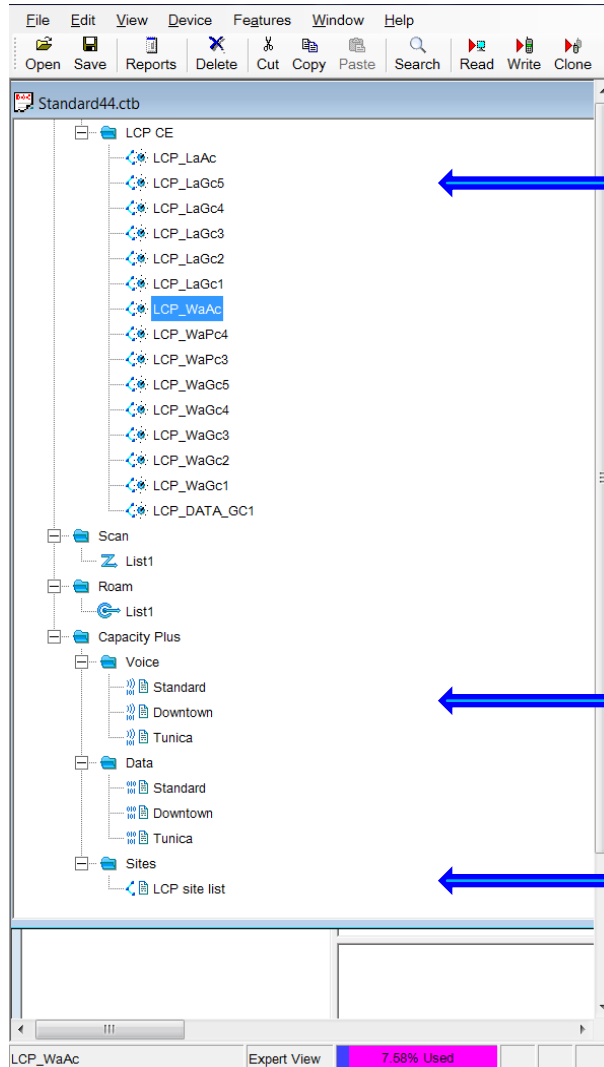 File Edit View Device Features Window Help
Open Save Reports Delete Cut Copy Paste Search Read Write Clone
Standard44.ctb
LCP CE
LCP_LaAc
LCP_LaGc5
LCP_LaGc4
LCP_LaGc3
LCP_LaGc2
LCP_LaGc1
LCP_WaAc
LCP_WaPc4
LCP_WaPc3
LCP_WaGc5
LCP_WaGc4
LCP_WaGc3
LCP_WaGc2
LCP_WaGc1
LCP_DATA_GC1
Scan
List1
Roam
List1
Capacity Plus
Voice
Standard
Downtown
Tunica
Data
Standard
Downtown
Tunica
Sites
LCP site list
LCP_WaAc Expert View 7.58% Used